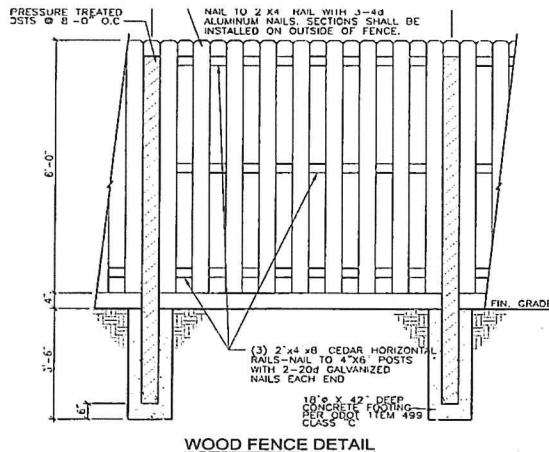 PRESSURE TREATED
OSTS @ 8'-0" O.C
NAIL TO 2 X4 RAIL WITH 3-4d
ALUMINUM NAILS. SECTIONS SHALL BE
INSTALLED ON OUTSIDE OF FENCE.
6'-0"
4"
3'-6"
6"
FIN. GRADE
(3) 2"x4"x8' CEDAR HORIZONTAL
RAILS-NAIL TO 4"X6" POSTS
WITH 2-20d GALVANIZED
NAILS EACH END
18"ø X 42" DEEP
CONCRETE FOOTING
PER ODOT ITEM 499
CLASS "C"
WOOD FENCE DETAIL